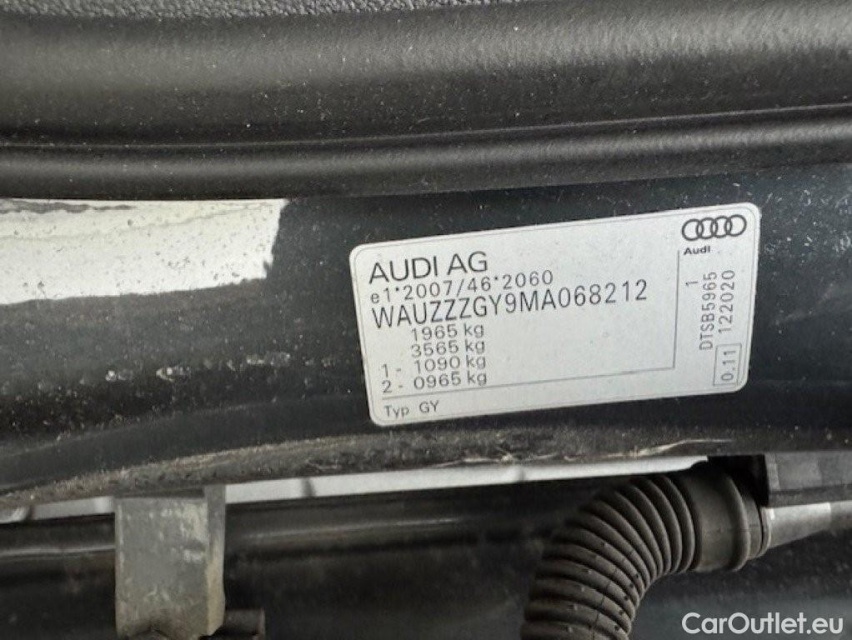 AUDI AG
e1*2007/46*2060
WAUZZZGY9MA068212
1965 kg
3565 kg
1 - 1090 kg
2 - 0965 kg
Typ GY
Audi
1
DTSB5965
122020
0.11
CarOutlet.eu